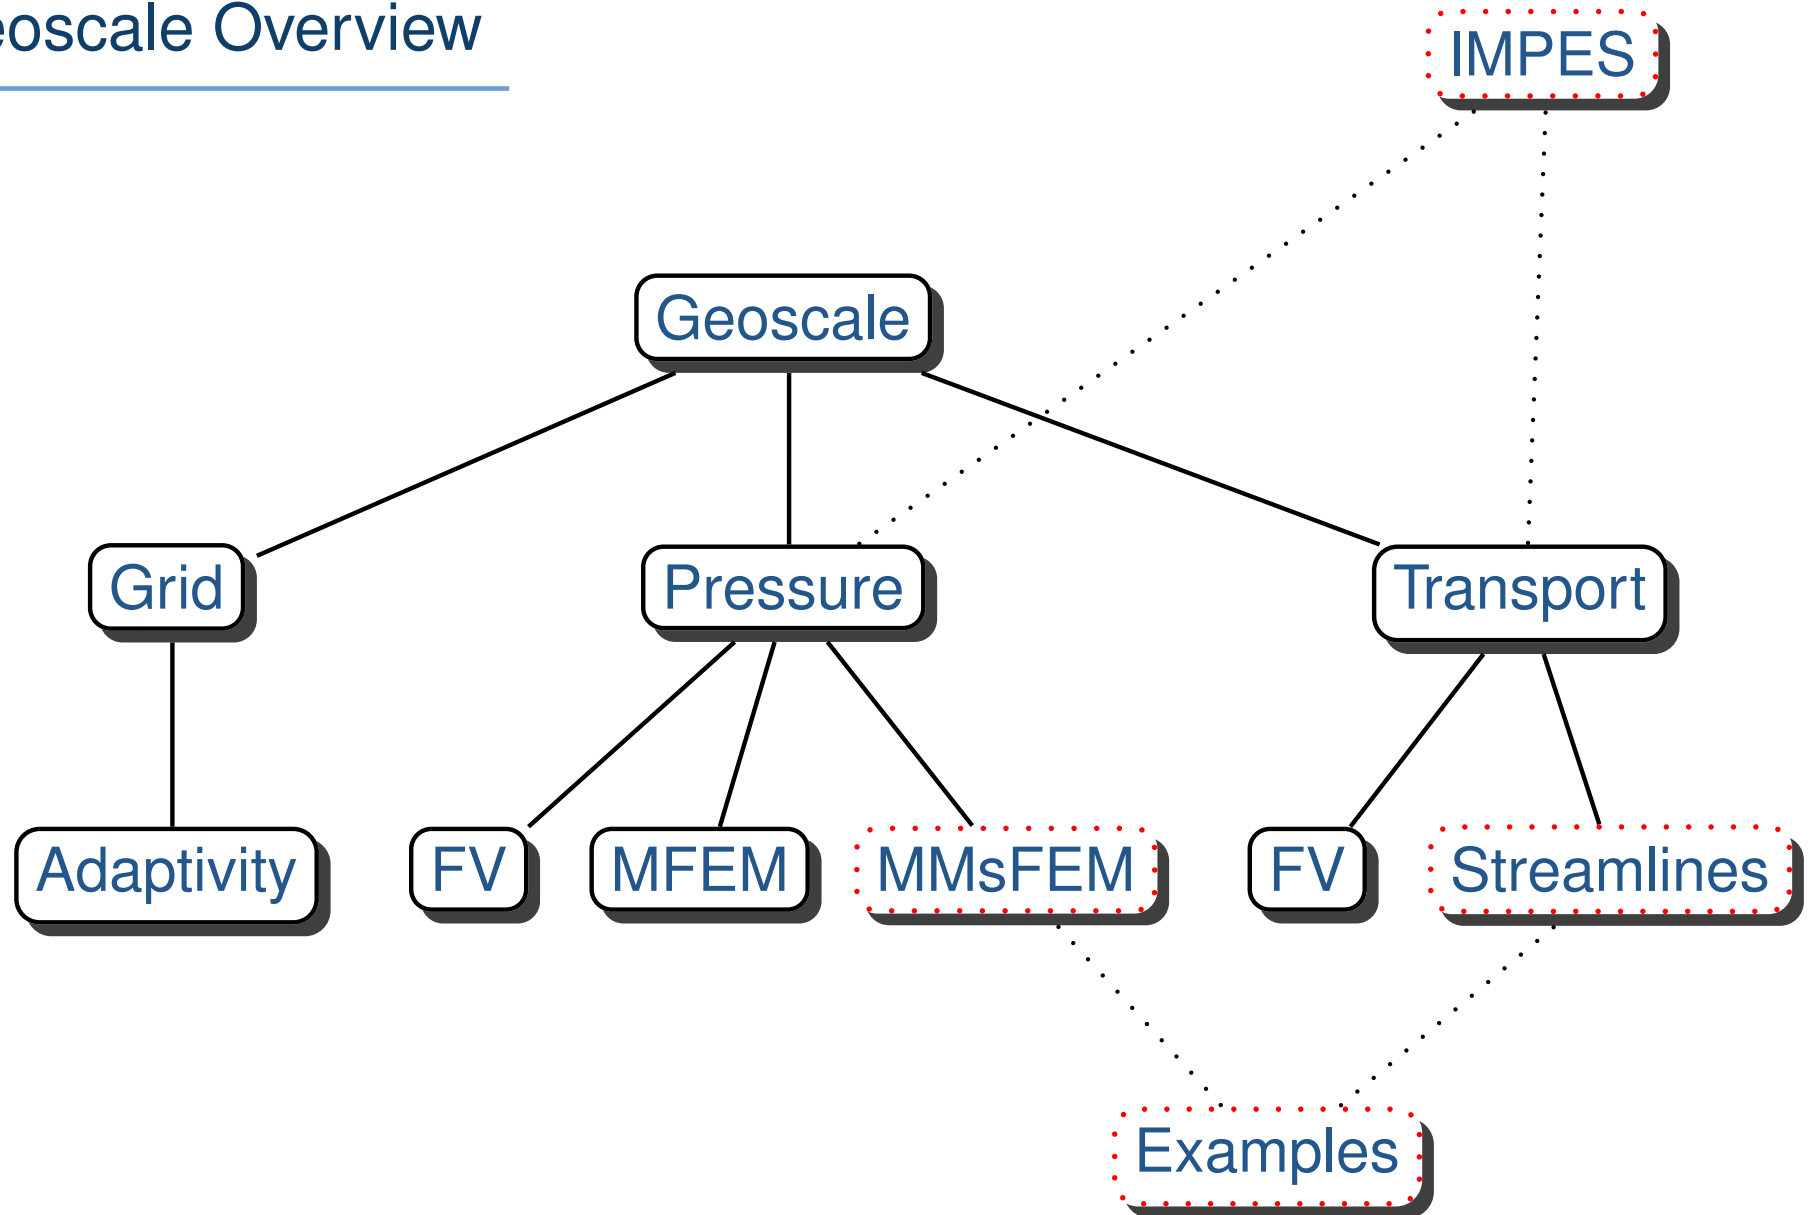 eoscale Overview
IMPES
Geoscale
Grid
Pressure
Transport
Adaptivity
FV
MFEM
MMsFEM
FV
Streamlines
Examples